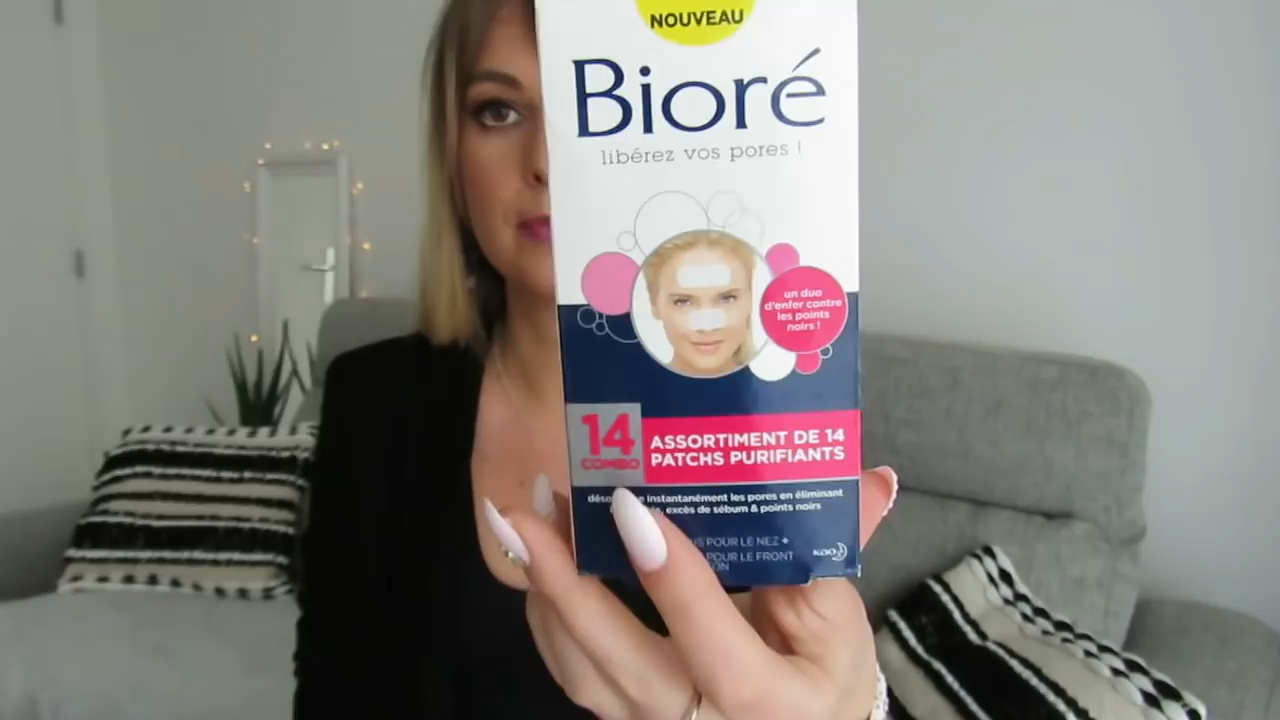 NOUVEAU
Bioré
libérez vos pores !
un duo
d'enfer contre
les points
noirs !
14
COMBO
ASSORTIMENT DE 14
PATCHS PURIFIANTS
instantanément les pores en éliminant
excès de sébum & points noirs
POUR LE NEZ +
POUR LE FRONT
Kao